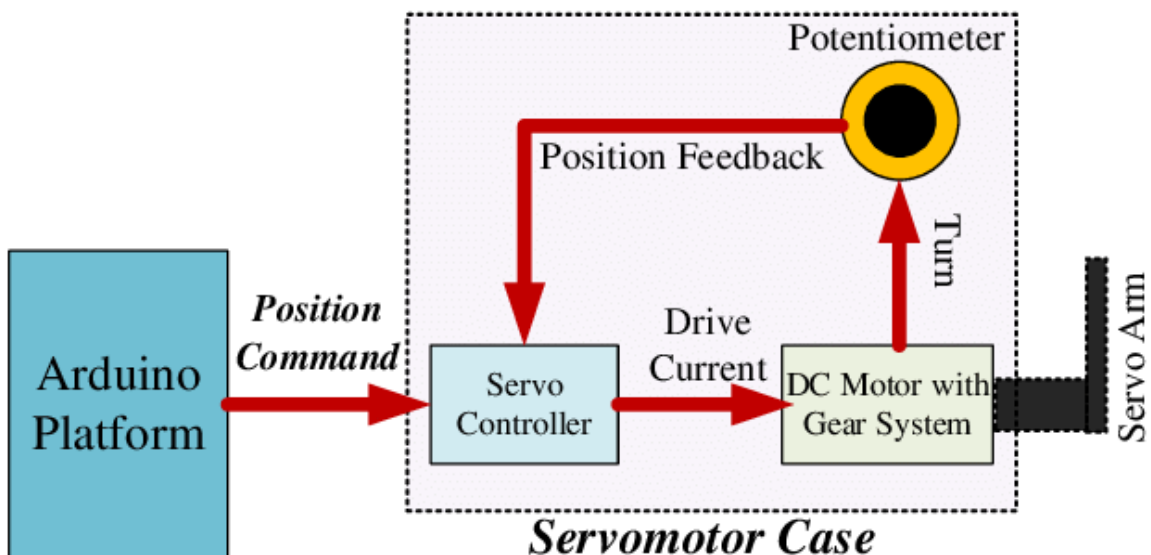 Potentiometer
Position Feedback
Turn
Position
Command
Arduino
Platform
Servo
Controller
Drive
Current
DC Motor with
Gear System
Servo Arm
Servomotor Case